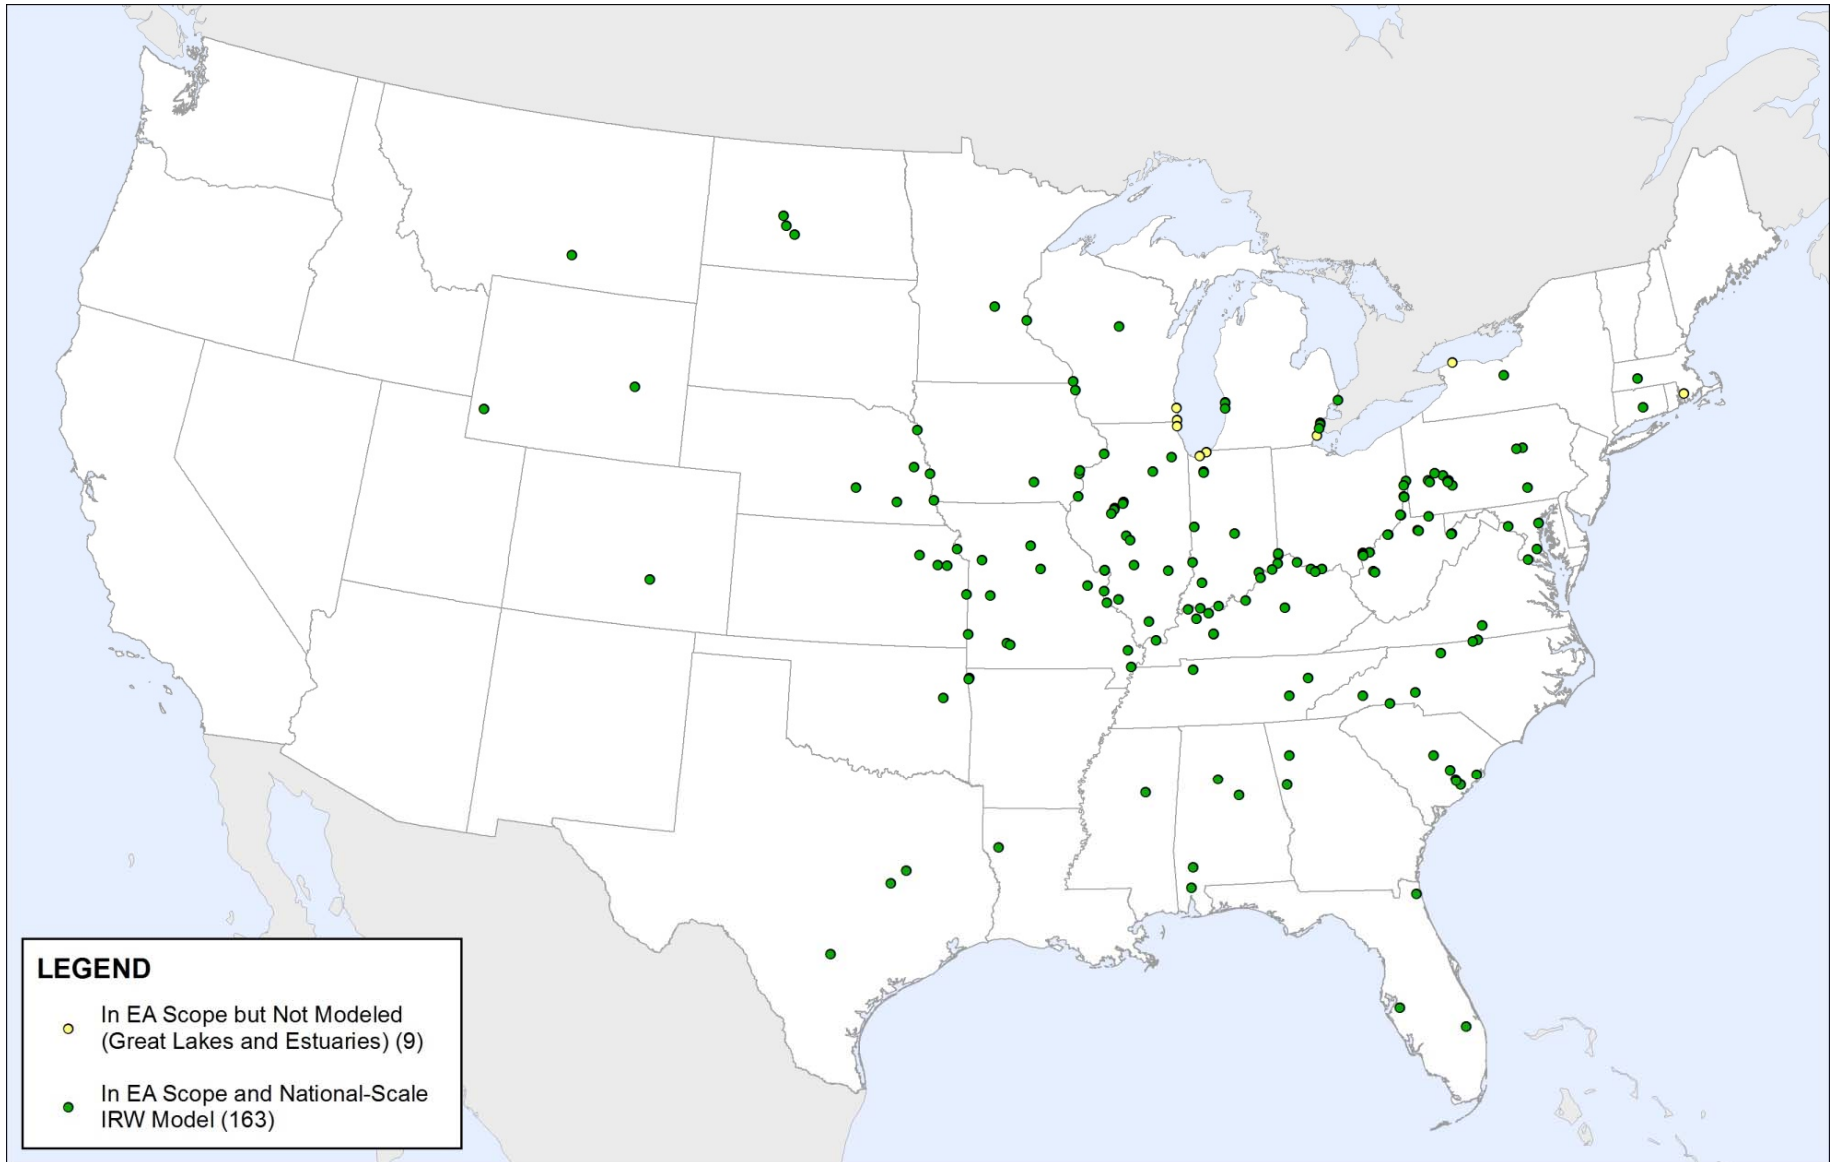 LEGEND
In EA Scope but Not Modeled
(Great Lakes and Estuaries) (9)
In EA Scope and National-Scale
IRW Model (163)